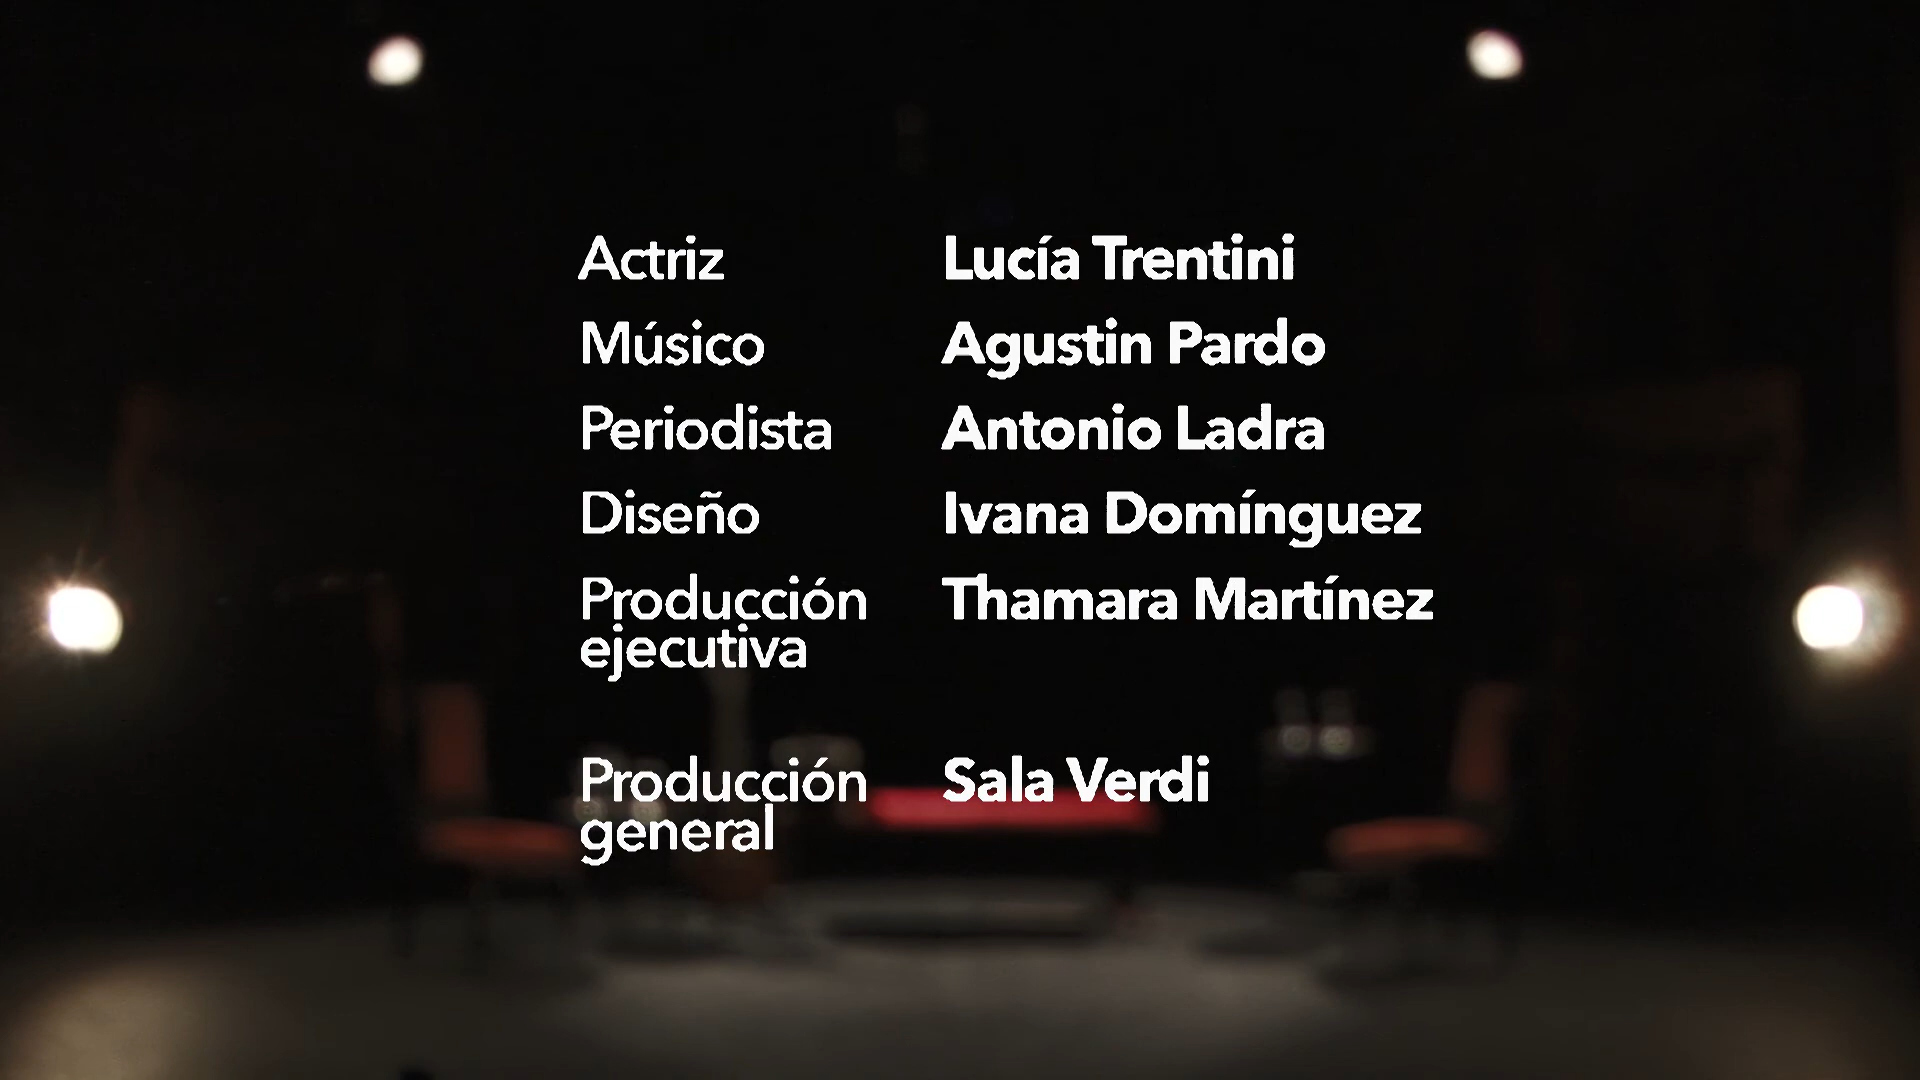 Actriz Lucía Trentini
Músico Agustin Pardo
Periodista Antonio Ladra
Diseño Ivana Domínguez
Producción Thamara Martínez
ejecutiva
Producción Sala Verdi
general